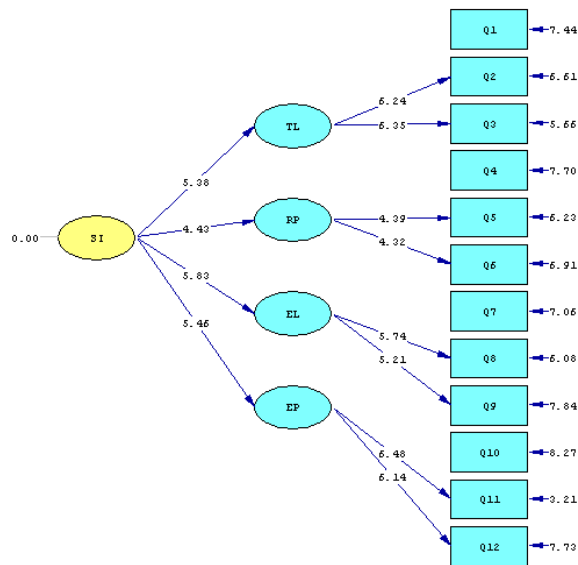 Q1
7.44
Q2
6.61
6.24
TL
6.35
Q3
5.66
Q4
7.70
5.38
RP
4.39
Q5
6.23
4.43
0.00
SI
4.32
Q6
6.91
5.83
Q7
7.06
EL
5.46
5.74
Q8
6.08
5.21
EP
Q9
7.84
6.48
Q10
8.27
6.14
Q11
3.21
Q12
7.73